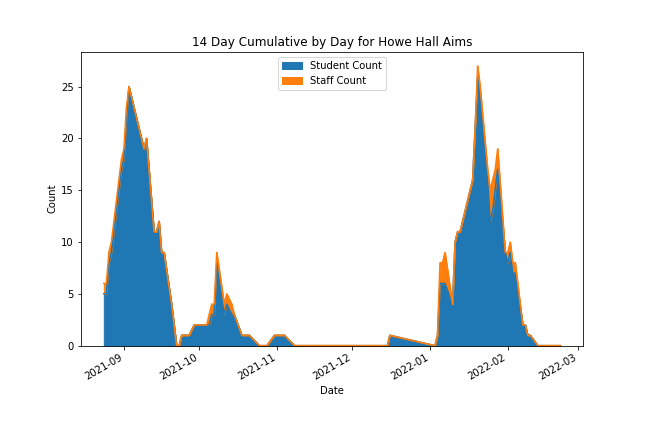 14 Day Cumulative by Day for Howe Hall Aims
Student Count
Staff Count
Count
25
20
15
10
5
0
2021-09
2021-10
2021-11
2021-12
2022-01
2022-02
2022-03
Date